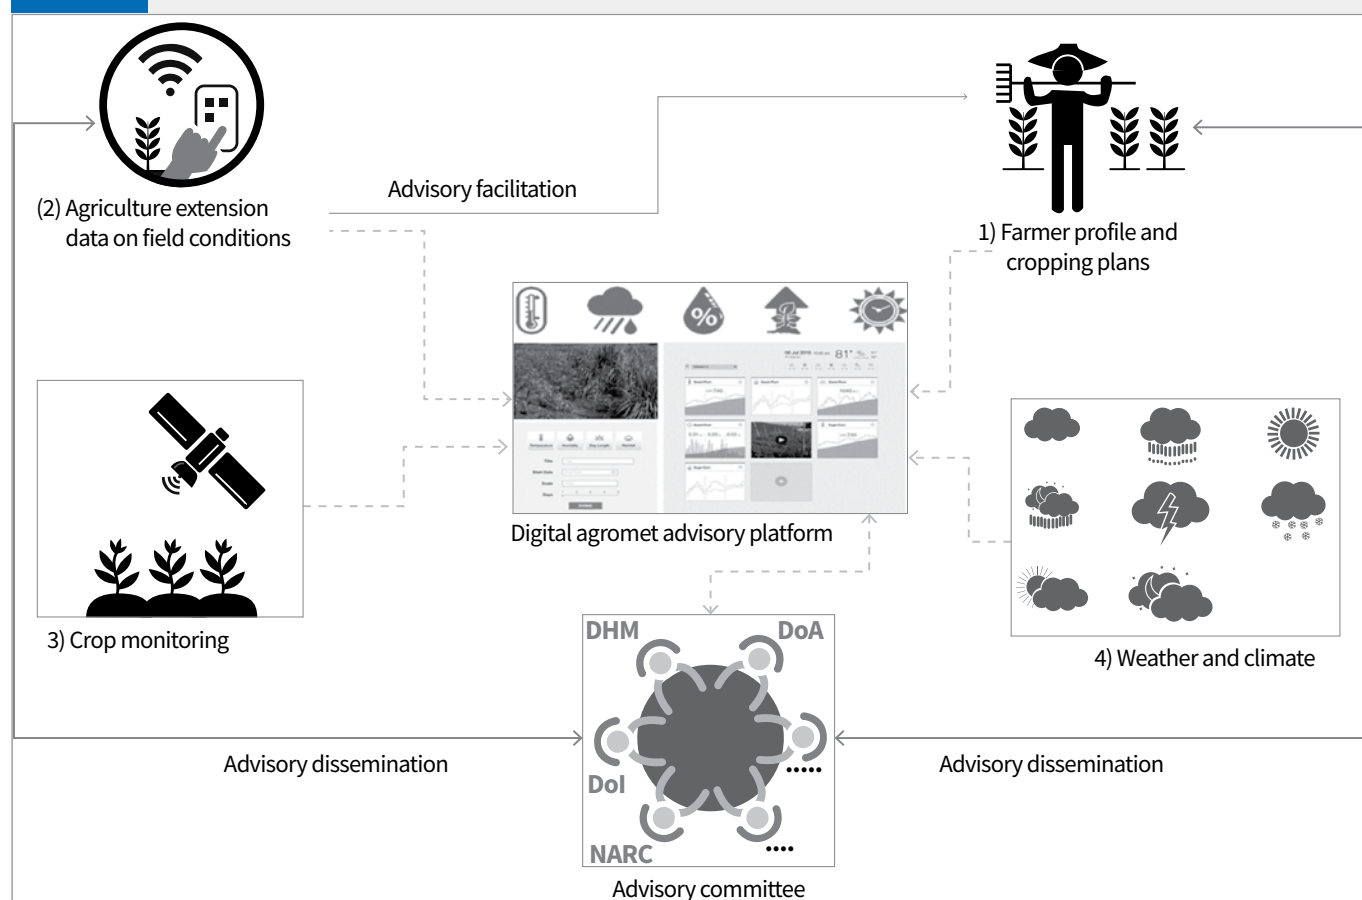 (2) Agriculture extension
data on field conditions
Advisory facilitation
1) Farmer profile and
cropping plans
%
81°
Digital agromet advisory platform
3) Crop monitoring
4) Weather and climate
DHM
DoA
DoI
.....
NARC
....
Advisory dissemination
Advisory dissemination
Advisory committee